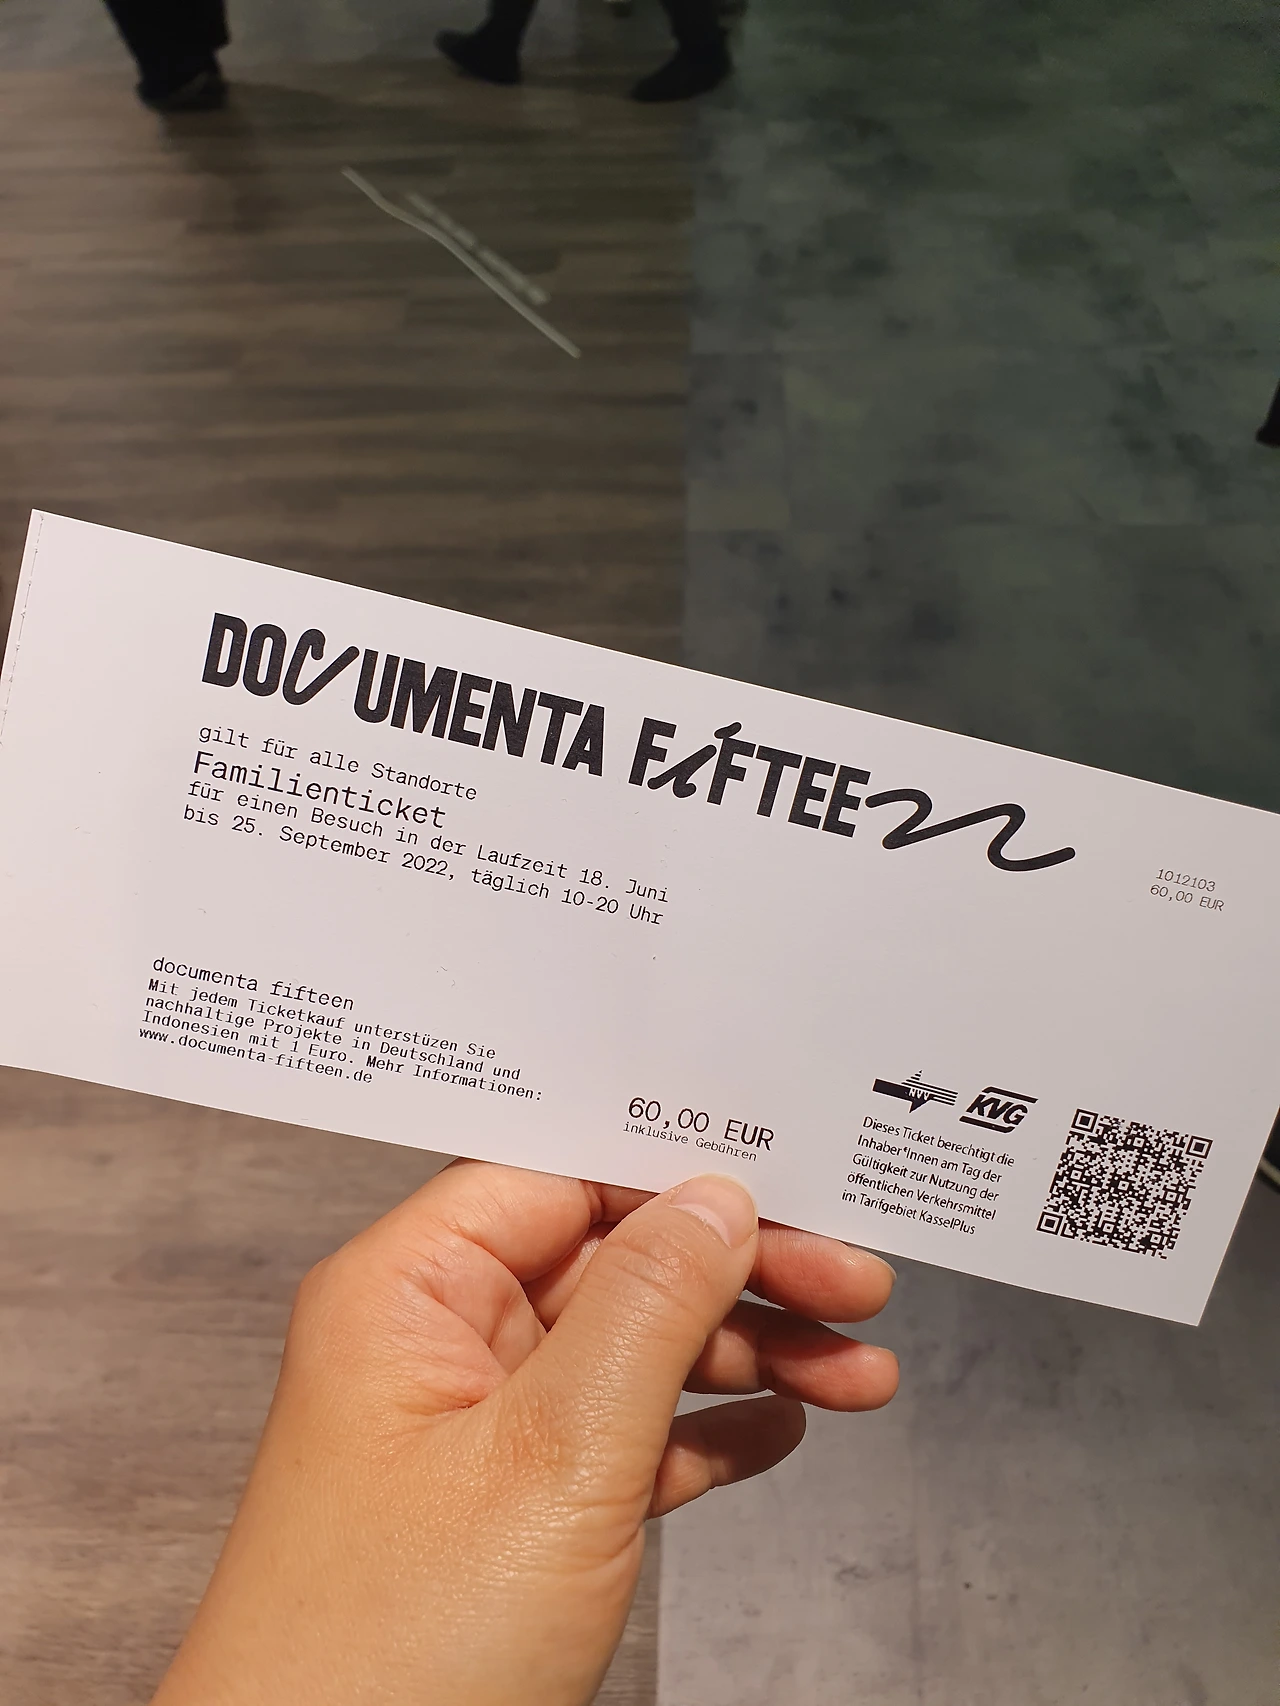 DOCUMENTA FIFTEEN
gilt für alle Standorte
Familienticket
für einen Besuch in der Laufzeit 18. Juni
bis 25. September 2022, täglich 10-20 Uhr
1012103
60,00 EUR
documenta fifteen
Mit jedem Ticketkauf unterstützen Sie
nachhaltige Projekte in Deutschland und
Indonesien mit 1 Euro. Mehr Informationen:
www.documenta-fifteen.de
60,00 EUR
inklusive Gebühren
NVV
KVG
Dieses Ticket berechtigt die
Inhaber*Innen am Tag der
Gültigkeit zur Nutzung der
öffentlichen Verkehrsmittel
im Tarifgebiet KasselPlus